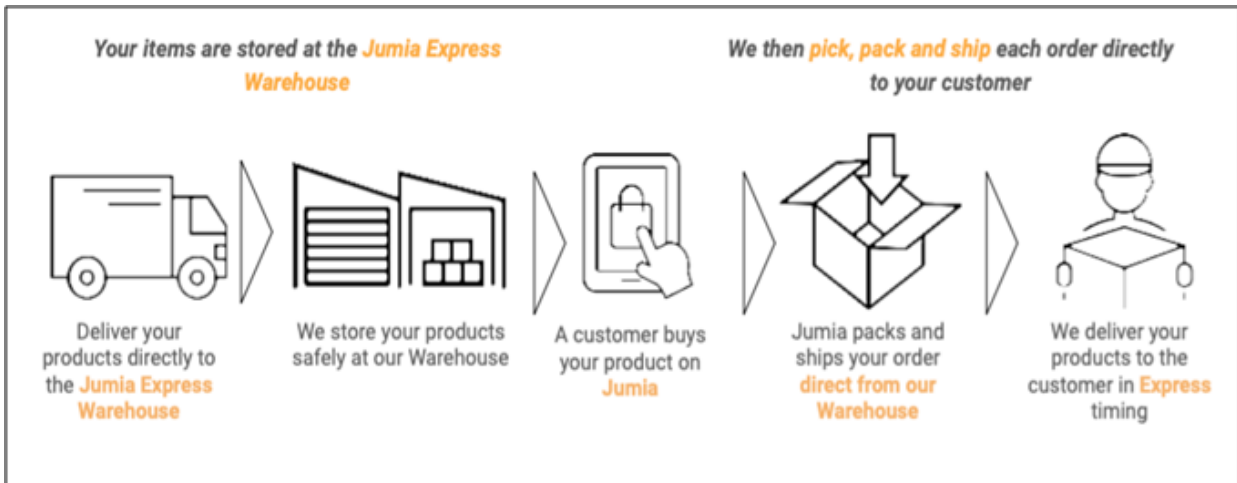 Your items are stored at the Jumia Express
Warehouse
We then pick, pack and ship each order directly
to your customer
Deliver your
products directly to
the Jumia Express
Warehouse
We store your products
safely at our Warehouse
A customer buys
your product on
Jumia
Jumia packs and
ships your order
direct from our
Warehouse
We deliver your
products to the
customer in Express
timing